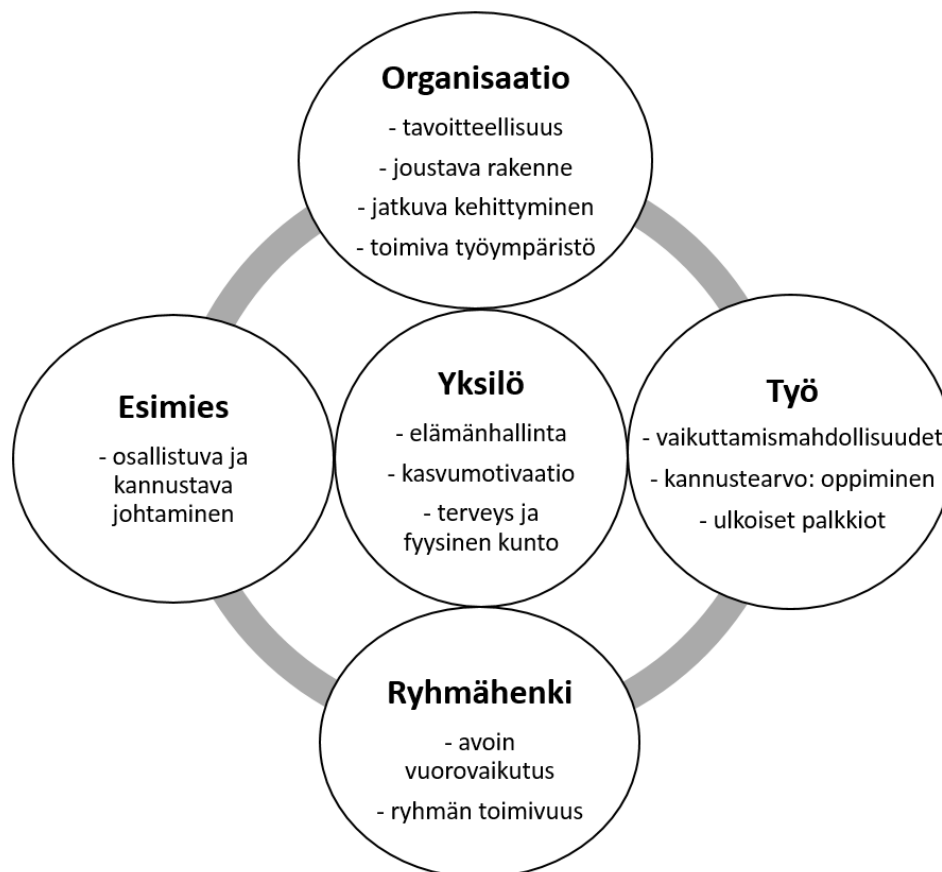 Organisaatio
- tavoitteellisuus
- joustava rakenne
- jatkuva kehittyminen
- toimiva työympäristö
Esimies
- osallistuva ja
kannustava
johtaminen
Yksilö
- elämänhallinta
- kasvumotivaatio
- terveys ja
fyysinen kunto
Työ
- vaikuttamismahdollisuudet
- kannustearvo: oppiminen
- ulkoiset palkkiot
Ryhmähenki
- avoin
vuorovaikutus
- ryhmän toimivuus